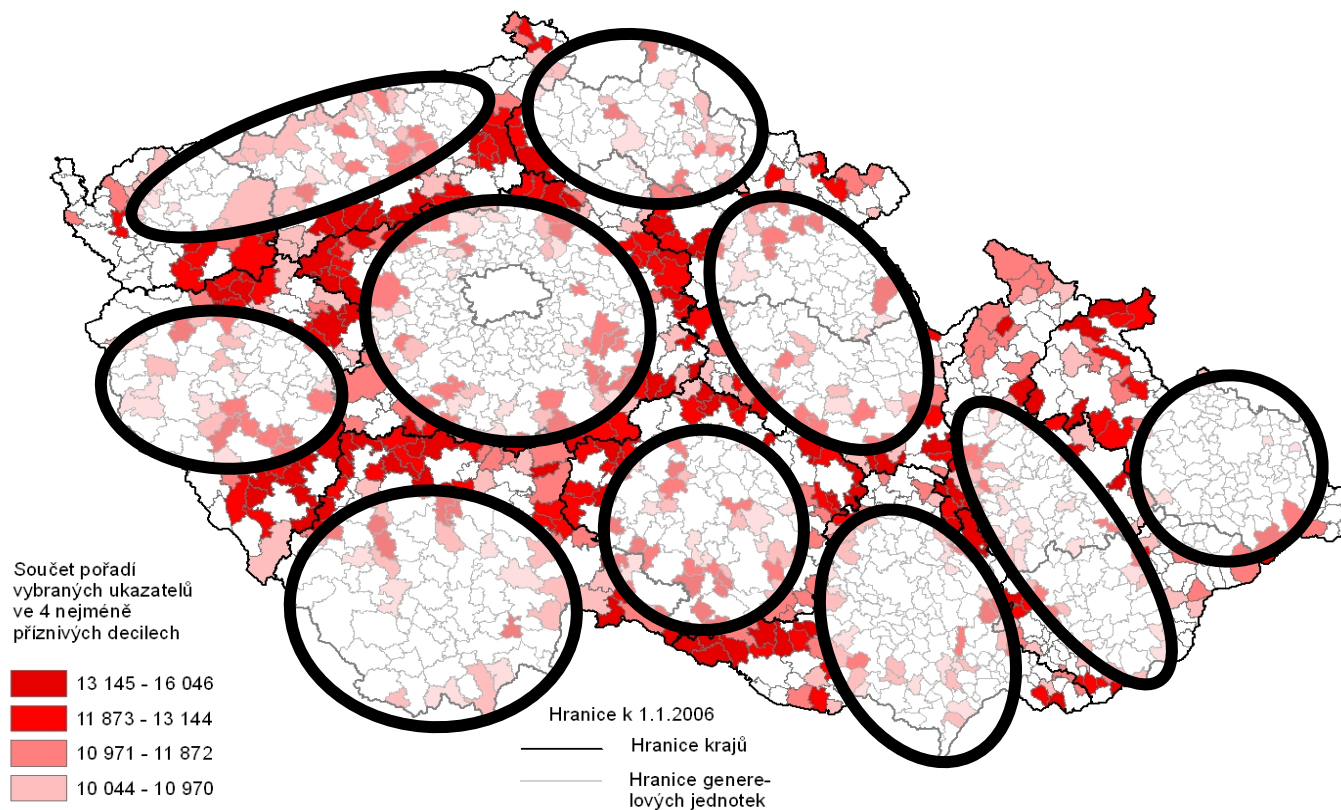 Součet pořadí
vybraných ukazatelů
ve 4 nejméně
příznivých decilech
13 145 - 16 046
11 873 - 13 144
10 971 - 11 872
10 044 - 10 970
Hranice k 1.1.2006
Hranice krajů
Hranice genere-
lových jednotek